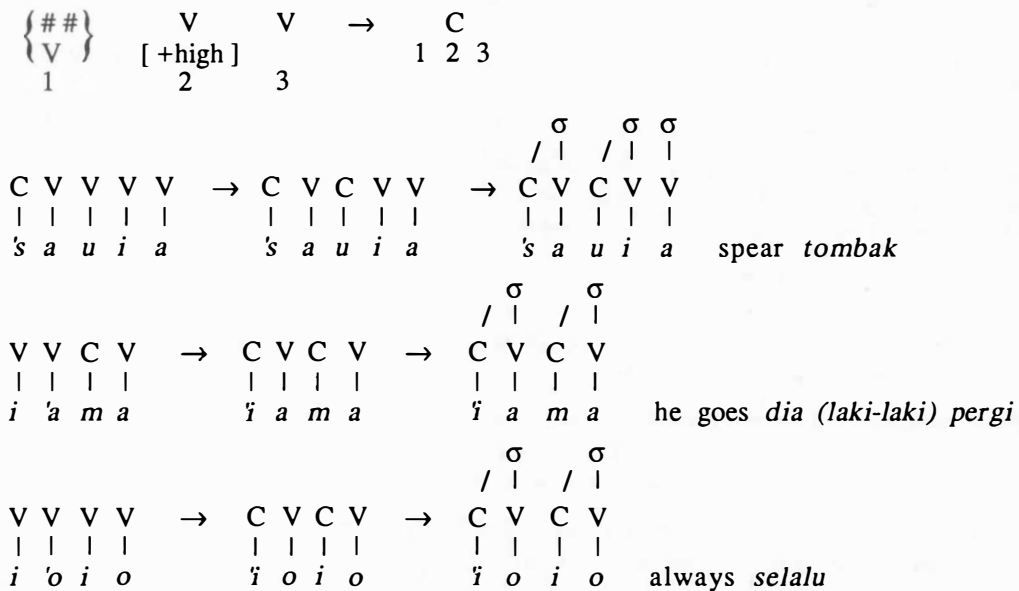 { # # } V V → C
{ V } [ +high ] 1 2 3
1 2 3
σ σ σ
/ | / | |
C V V V V → C V C V V → C V C V V
| | | | | | | | | | | | | | |
's a u i a 's a u i a 's a u i a spear tombak
σ σ
/ | / |
V V C V → C V C V → C V C V
| | | | | | | | | | | |
i 'a m a 'i a m a 'i a m a he goes dia (laki-laki) pergi
σ σ
/ | / |
V V V V → C V C V → C V C V
| | | | | | | | | | | |
i 'o i o 'i o i o 'i o i o always selalu